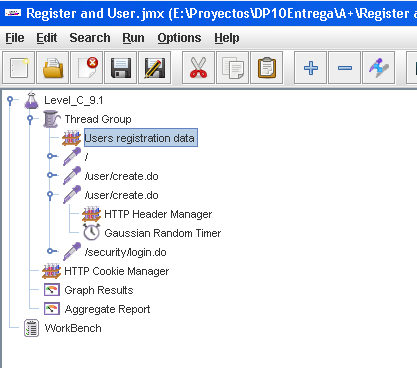 Register and User.jmx (E:\Proyectos\DP10Entrega\A+\Register a
File Edit Search Run Options Help
Level_C_9.1
Thread Group
Users registration data
/
/user/create.do
/user/create.do
HTTP Header Manager
Gaussian Random Timer
/security/login.do
HTTP Cookie Manager
Graph Results
Aggregate Report
WorkBench